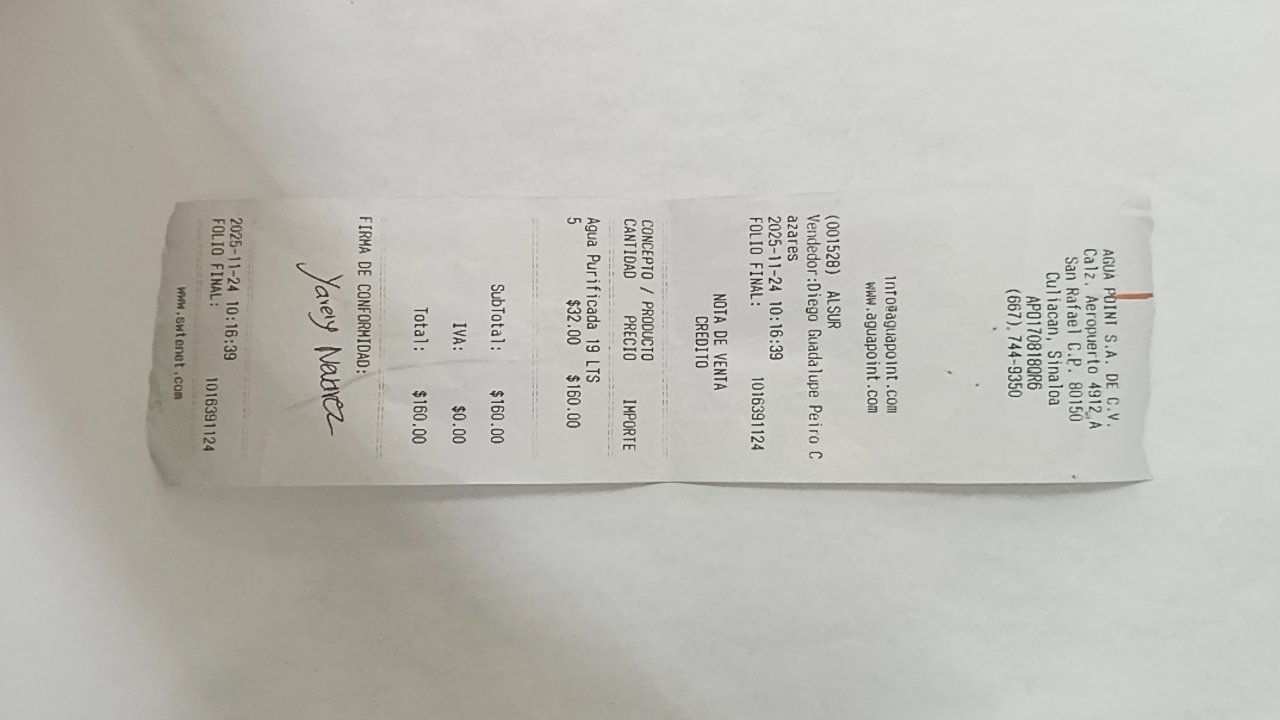 AGUA POINT S.A. DE C.V.
Calz. Aeropuerto 4912,A
San Rafael C.P. 80150
Culiacan, Sinaloa
APO170818QR6
(667).744-9350
info@aguapoint.com
www.aguapoint.com
(001528) ALSUR
Vendedor:Diego Guadalupe Peiro C
azares
2025-11-24 10:16:39
FOLIO FINAL: 1016391124
NOTA DE VENTA
CREDITO
CONCEPTO / PRODUCTO
CANTIDAD PRECIO IMPORTE
Agua Purificada 19 LTS
5 $32.00 $160.00
SubTotal: $160.00
IVA: $0.00
Total: $160.00
FIRMA DE CONFORMIDAD:
Yarely
2025-11-24 10:16:39
FOLIO FINAL: 1016391124
www.ewtenet.com